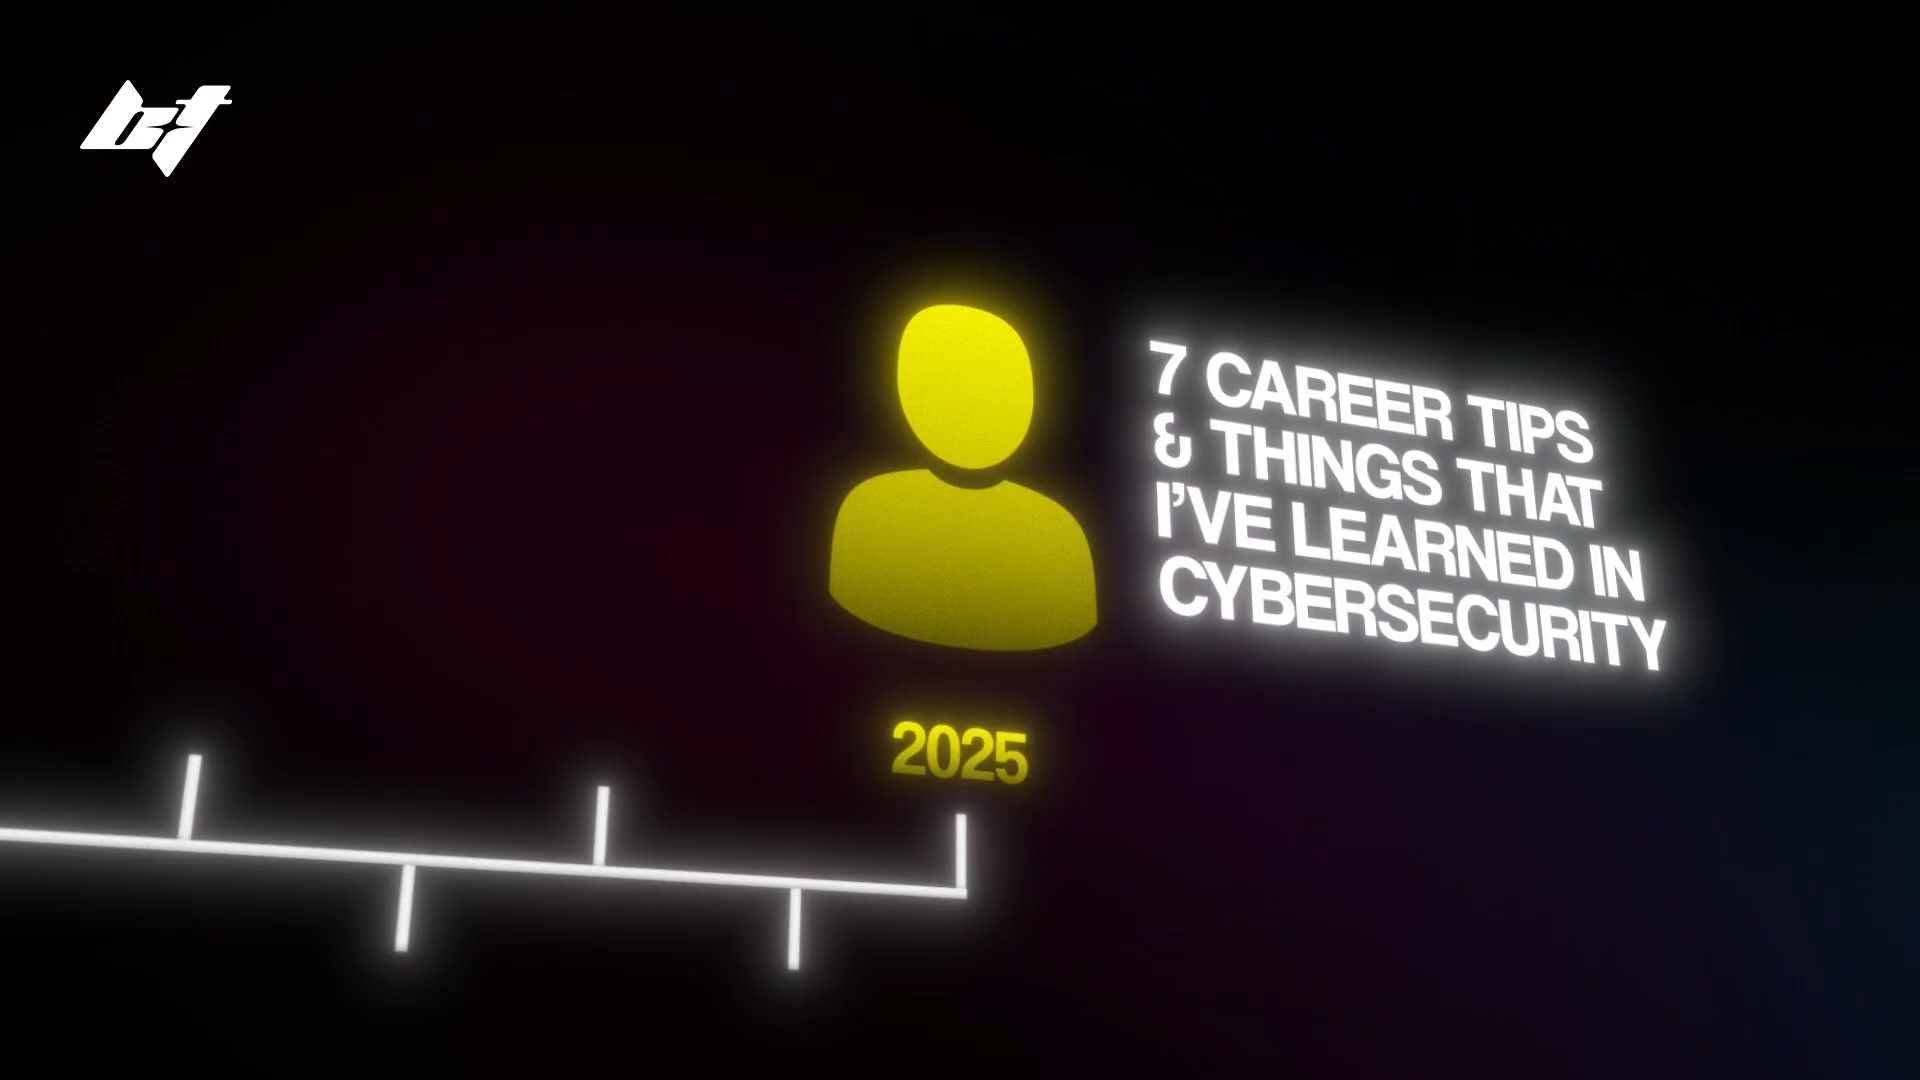 7 CAREER TIPS
& THINGS THAT
I'VE LEARNED IN
CYBERSECURITY
2025